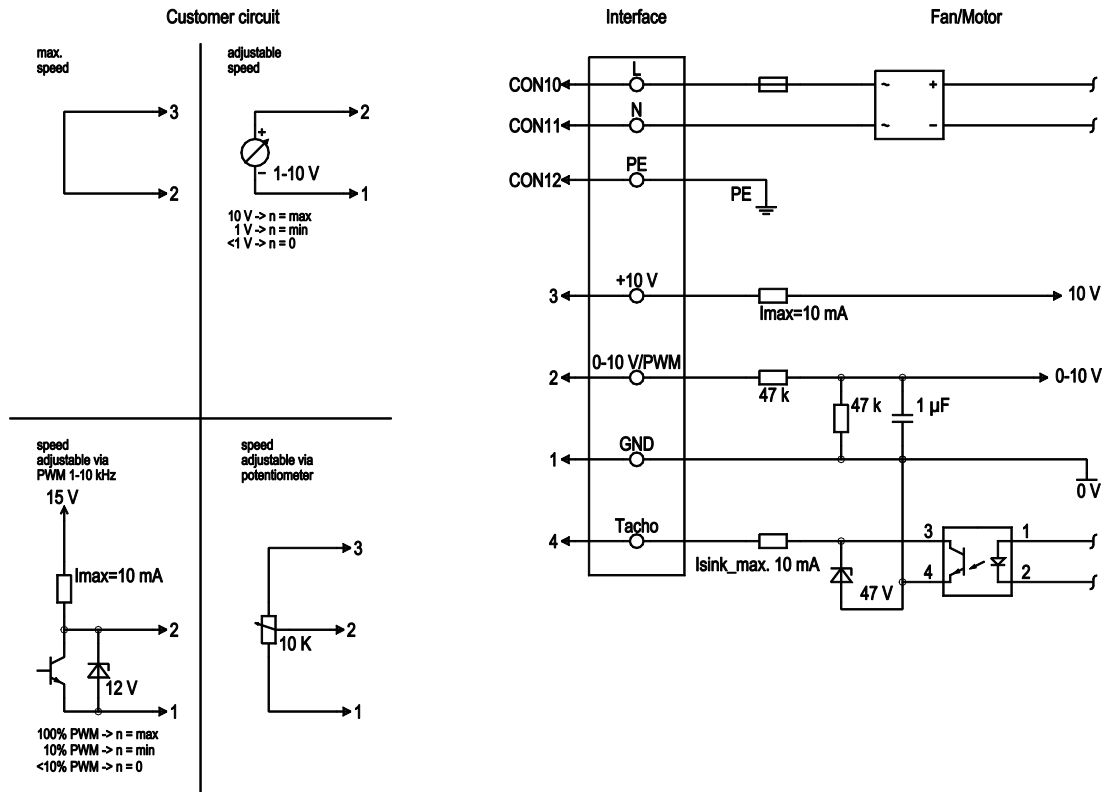 Customer circuit
Interface
Fan/Motor
max.
speed
3
2
adjustable
speed
2
+
−
1-10 V
1
10 V -> n = max
1 V -> n = min
<1 V -> n = 0
speed
adjustable via
PWM 1-10 kHz
15 V
Imax=10 mA
2
12 V
1
100% PWM -> n = max
10% PWM -> n = min
<10% PWM -> n = 0
speed
adjustable via
potentiometer
3
2
10 K
1
L
CON10
~ +
N
CON11
~ −
PE
CON12
PE
+10 V
3
10 V
Imax=10 mA
0-10 V/PWM
2
0-10 V
47 k
47 k
1 µF
GND
1
0 V
Tacho
4
3
1
Isink_max. 10 mA
4
2
47 V